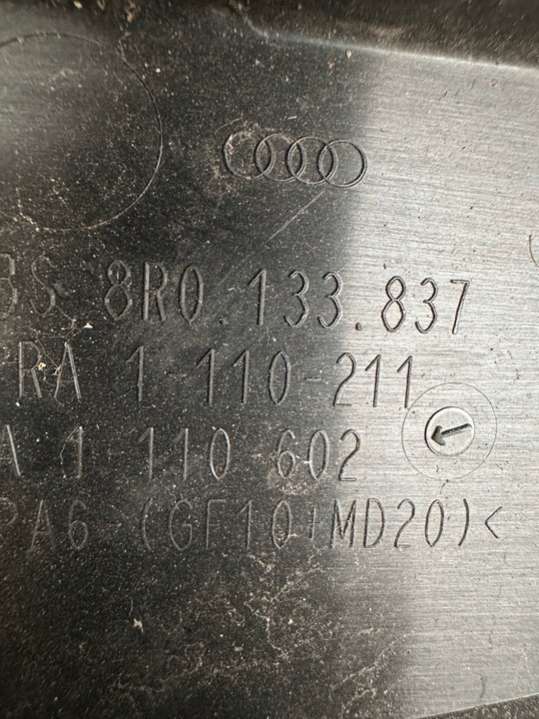 8R0.133.837
RA 1-110-211
A 1 110 602
PA6-(GF10+MD20)<